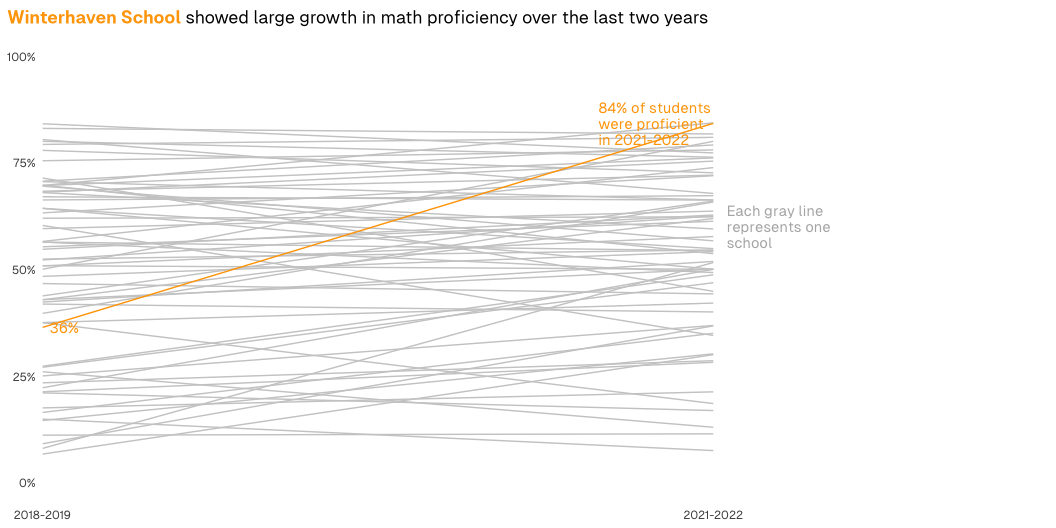 Winterhaven School showed large growth in math proficiency over the last two years
100%
84% of students
were proficient
in 2021-2022
75%
Each gray line
represents one
school
50%
36%
25%
0%
2018-2019
2021-2022